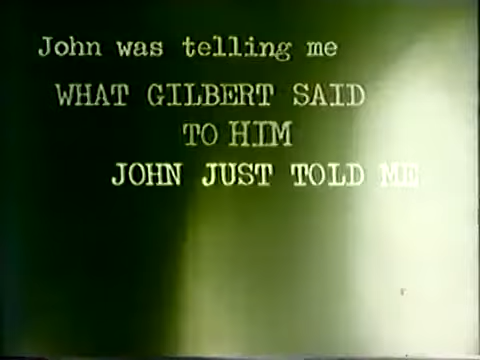 John was telling me
WHAT GILBERT SAID
TO HIM
JOHN JUST TOLD ME